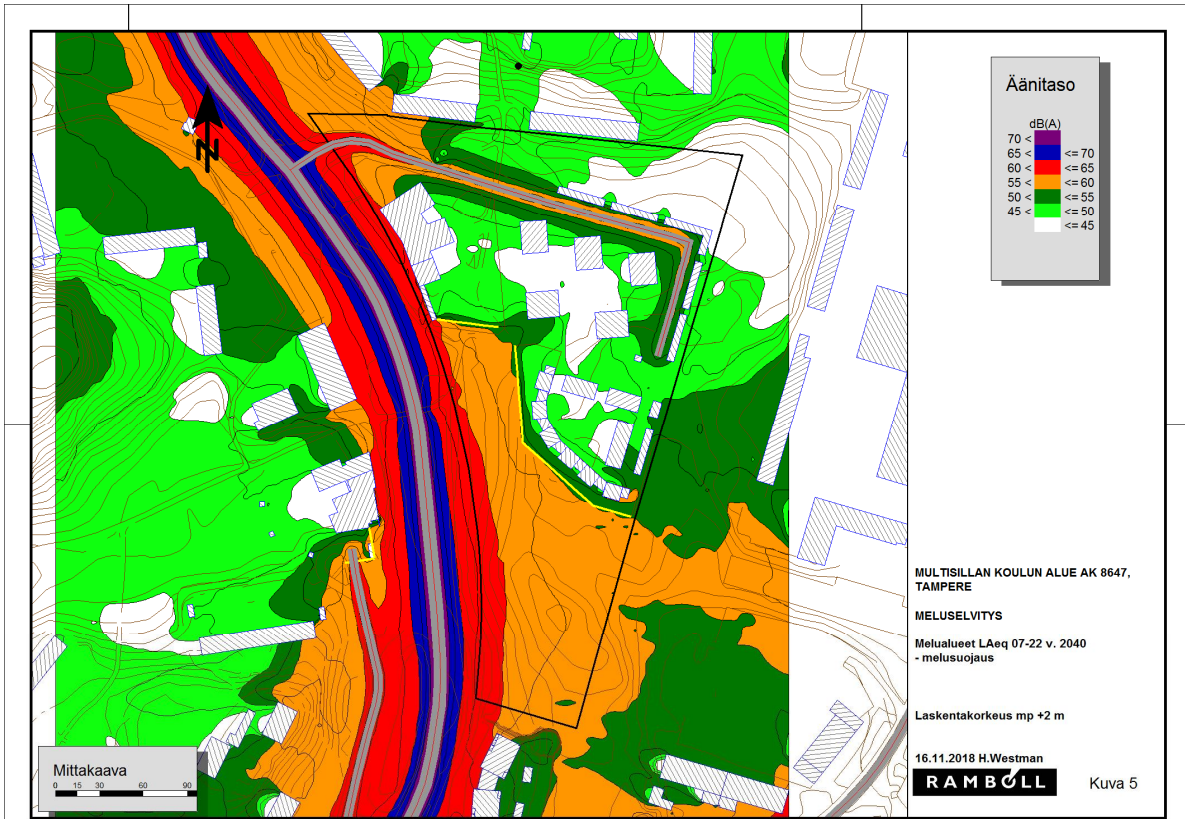 N
Äänitaso
dB(A)
70 <
65 < <= 70
60 < <= 65
55 < <= 60
50 < <= 55
45 < <= 50
<= 45
MULTISILLAN KOULUN ALUE AK 8647,
TAMPERE
MELUSELVITYS
Melualueet LAeq 07-22 v. 2040
- melusuojaus
Laskentakorkeus mp +2 m
16.11.2018 H.Westman
RAMBOLL Kuva 5
Mittakaava
0 15 30 60 90